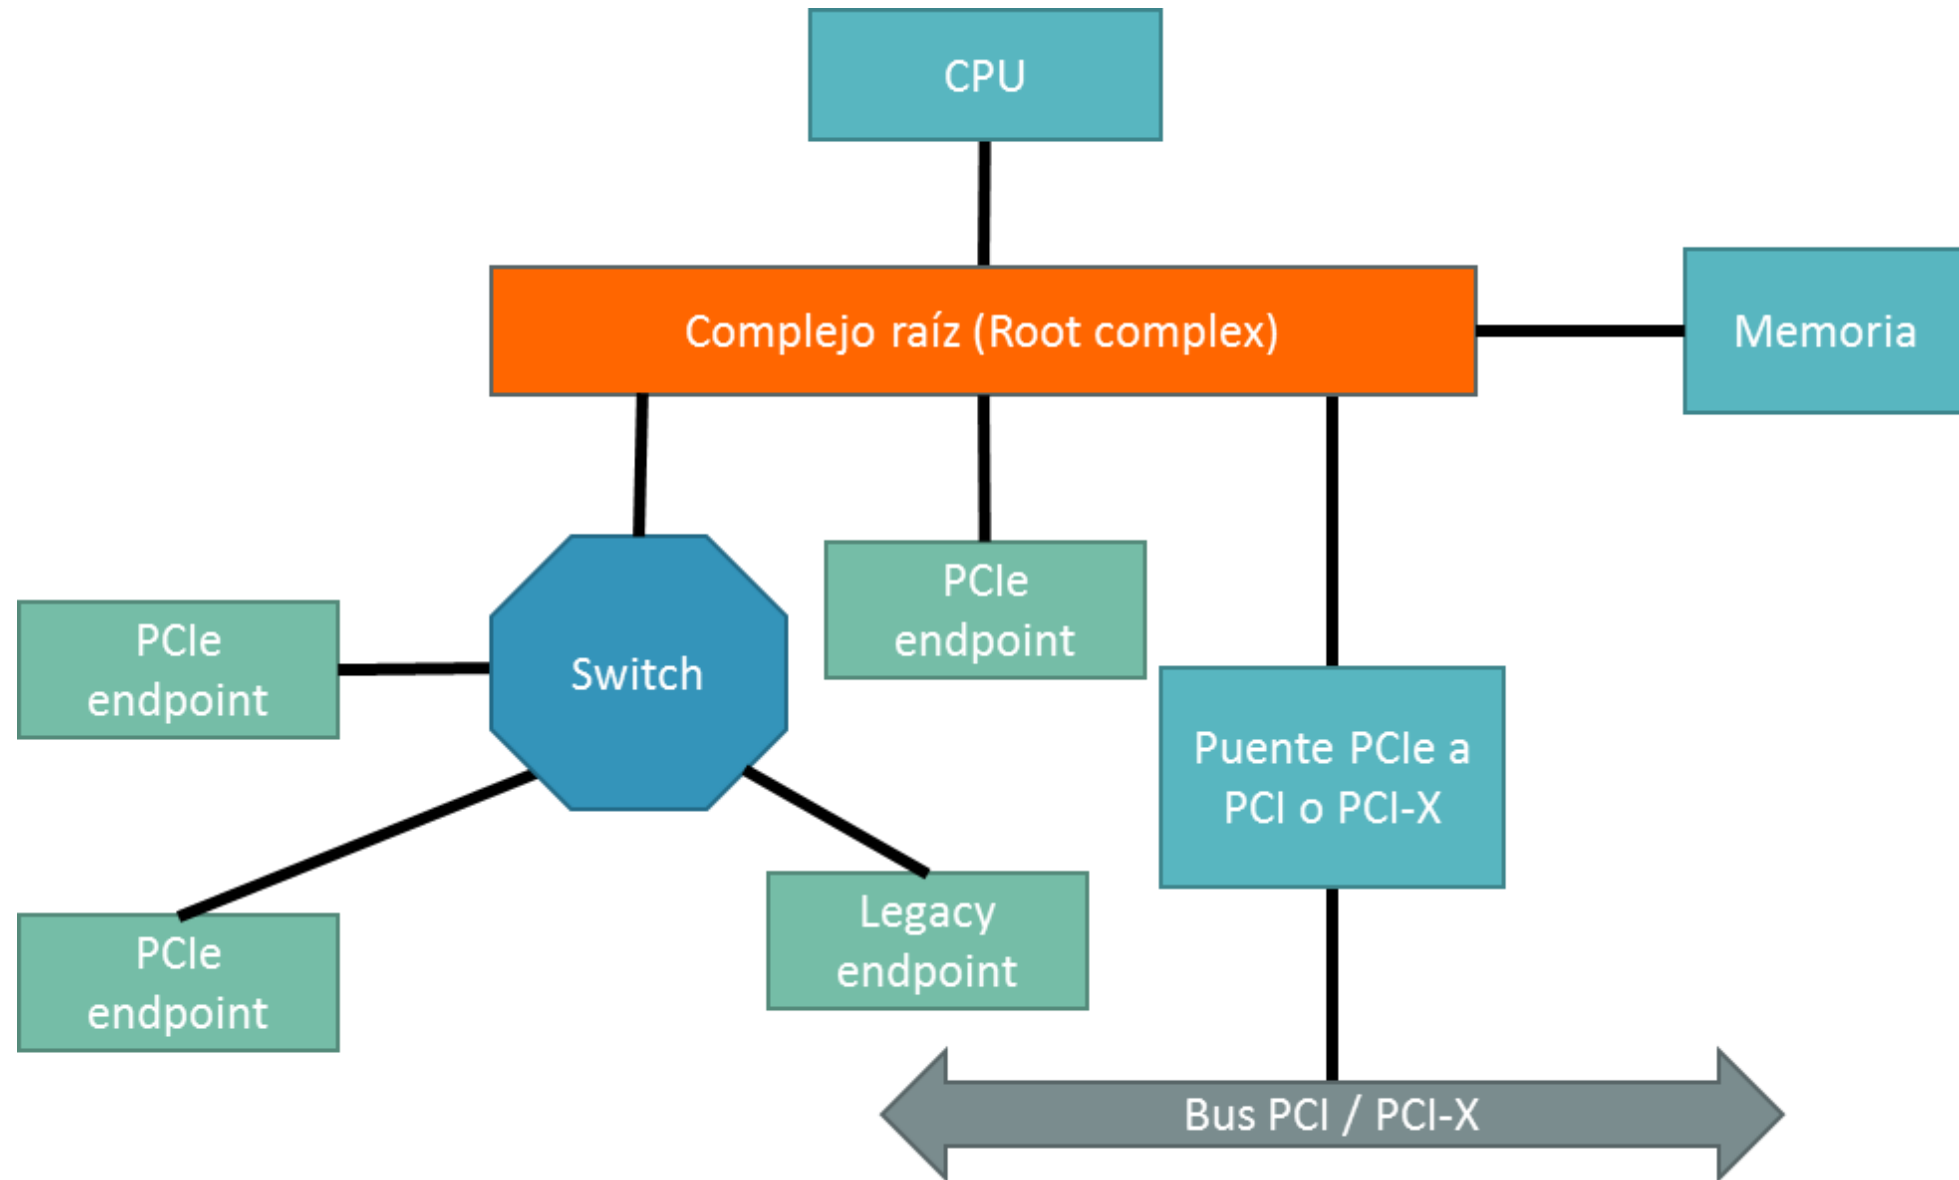 CPU
Complejo raíz (Root complex)
Memoria
PCIe
endpoint
PCIe
endpoint
Switch
Puente PCIe a
PCI o PCI-X
PCIe
endpoint
Legacy
endpoint
Bus PCI / PCI-X